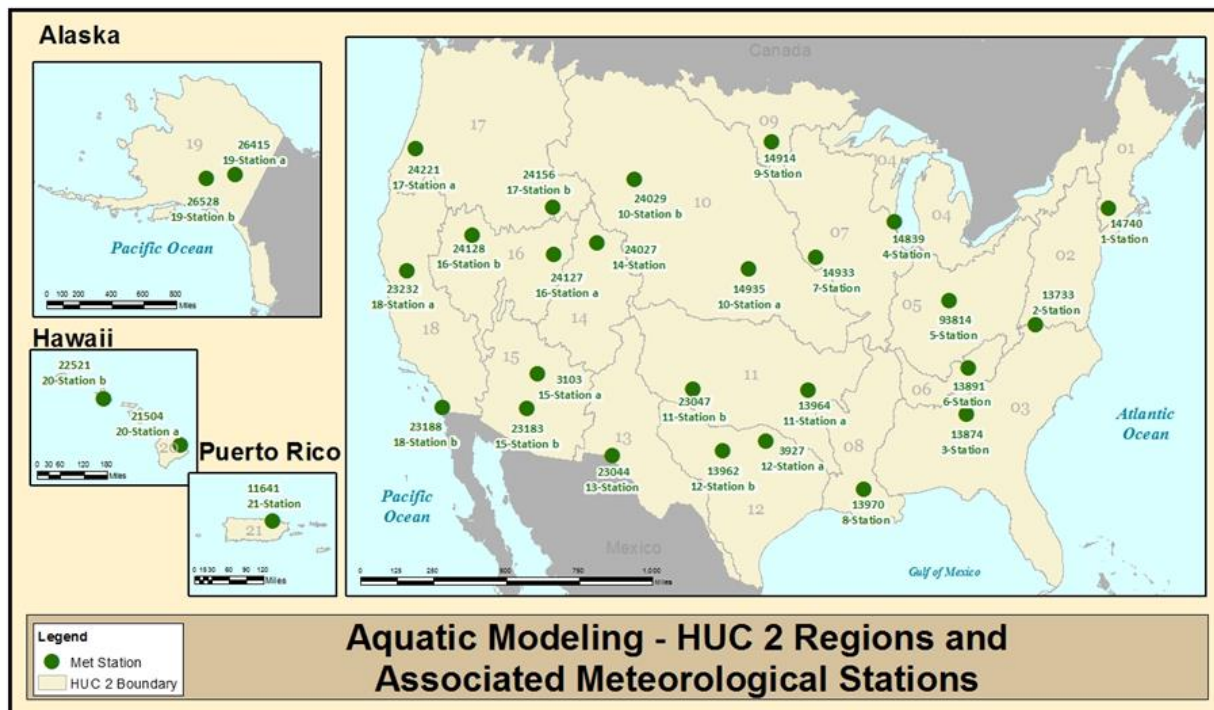 Alaska
19
26415
19-Station a
26528
19-Station b
Pacific Ocean
0 100 200 400 600 800
Miles
Hawaii
22521
20-Station b
21504
20-Station a
20
0 30 60 120 180
Miles
Puerto Rico
11641
21-Station
21
0 15 30 60 90 120
Miles
Canada
17
09
04
01
24221
17-Station a
24156
17-Station b
24029
10-Station b
14914
9-Station
10
04
14740
1-Station
24128
16-Station b
16
24027
14-Station
07
14839
4-Station
02
23232
18-Station a
24127
16-Station a
14935
10-Station a
14933
7-Station
05
93814
5-Station
13733
2-Station
18
14
15
3103
15-Station a
11
23047
11-Station b
13964
11-Station a
06
13891
6-Station
03
23188
18-Station b
23183
15-Station b
13
08
13874
3-Station
Atlantic
Ocean
23044
13-Station
13962
12-Station b
3927
12-Station a
13970
8-Station
Pacific
Ocean
12
Mexico
Gulf of Mexico
0 125 250 500 750 1,000
Miles
Legend
Met Station
HUC 2 Boundary
Aquatic Modeling - HUC 2 Regions and
Associated Meteorological Stations